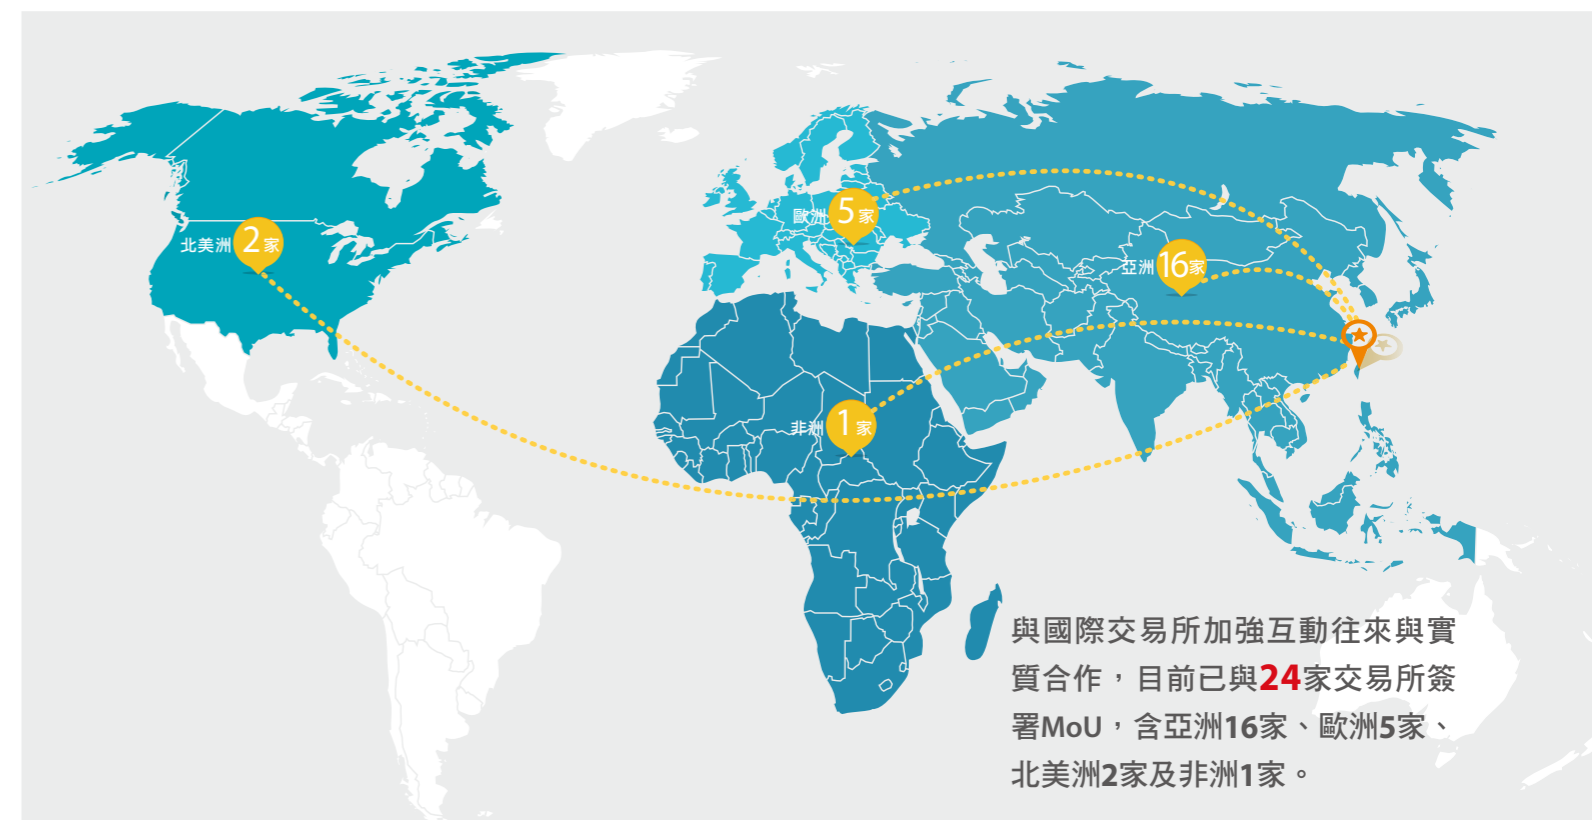 歐洲 5家
北美洲 2家
亞洲 16家
非洲 1家
與國際交易所加強互動往來與實
質合作，目前已與24家交易所簽
署MoU，含亞洲16家、歐洲5家、
北美洲2家及非洲1家。